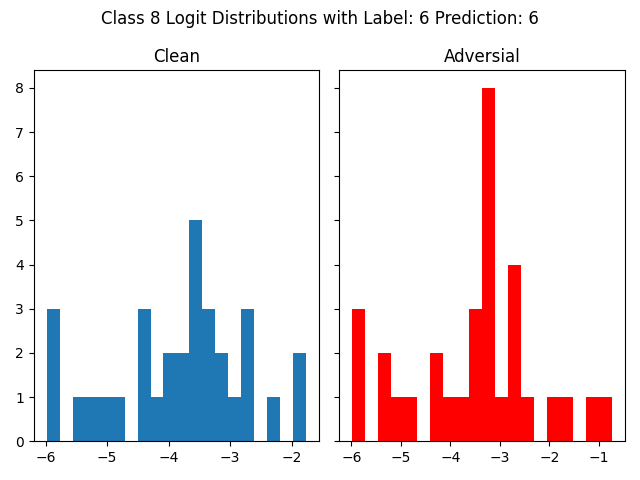 Class 8 Logit Distributions with Label: 6 Prediction: 6
Clean
Adversial
8
7
6
5
4
3
2
1
0
−6 −5 −4 −3 −2
−6 −5 −4 −3 −2 −1